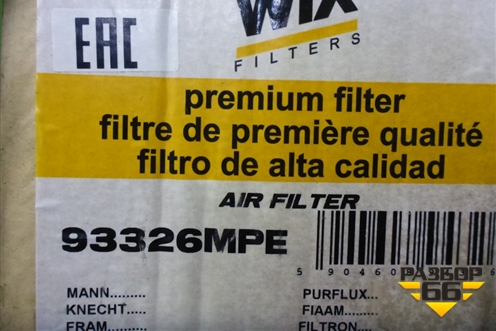 EAC
WIX
FILTERS
premium filter
filtre de première qualité
filtro de alta calidad
AIR FILTER
93326MPE
5 90460
MANN.........
KNECHT.....
FRAM.........
PURFLUX...
FIAAM........
FILTRON....
РАЗБОР
66